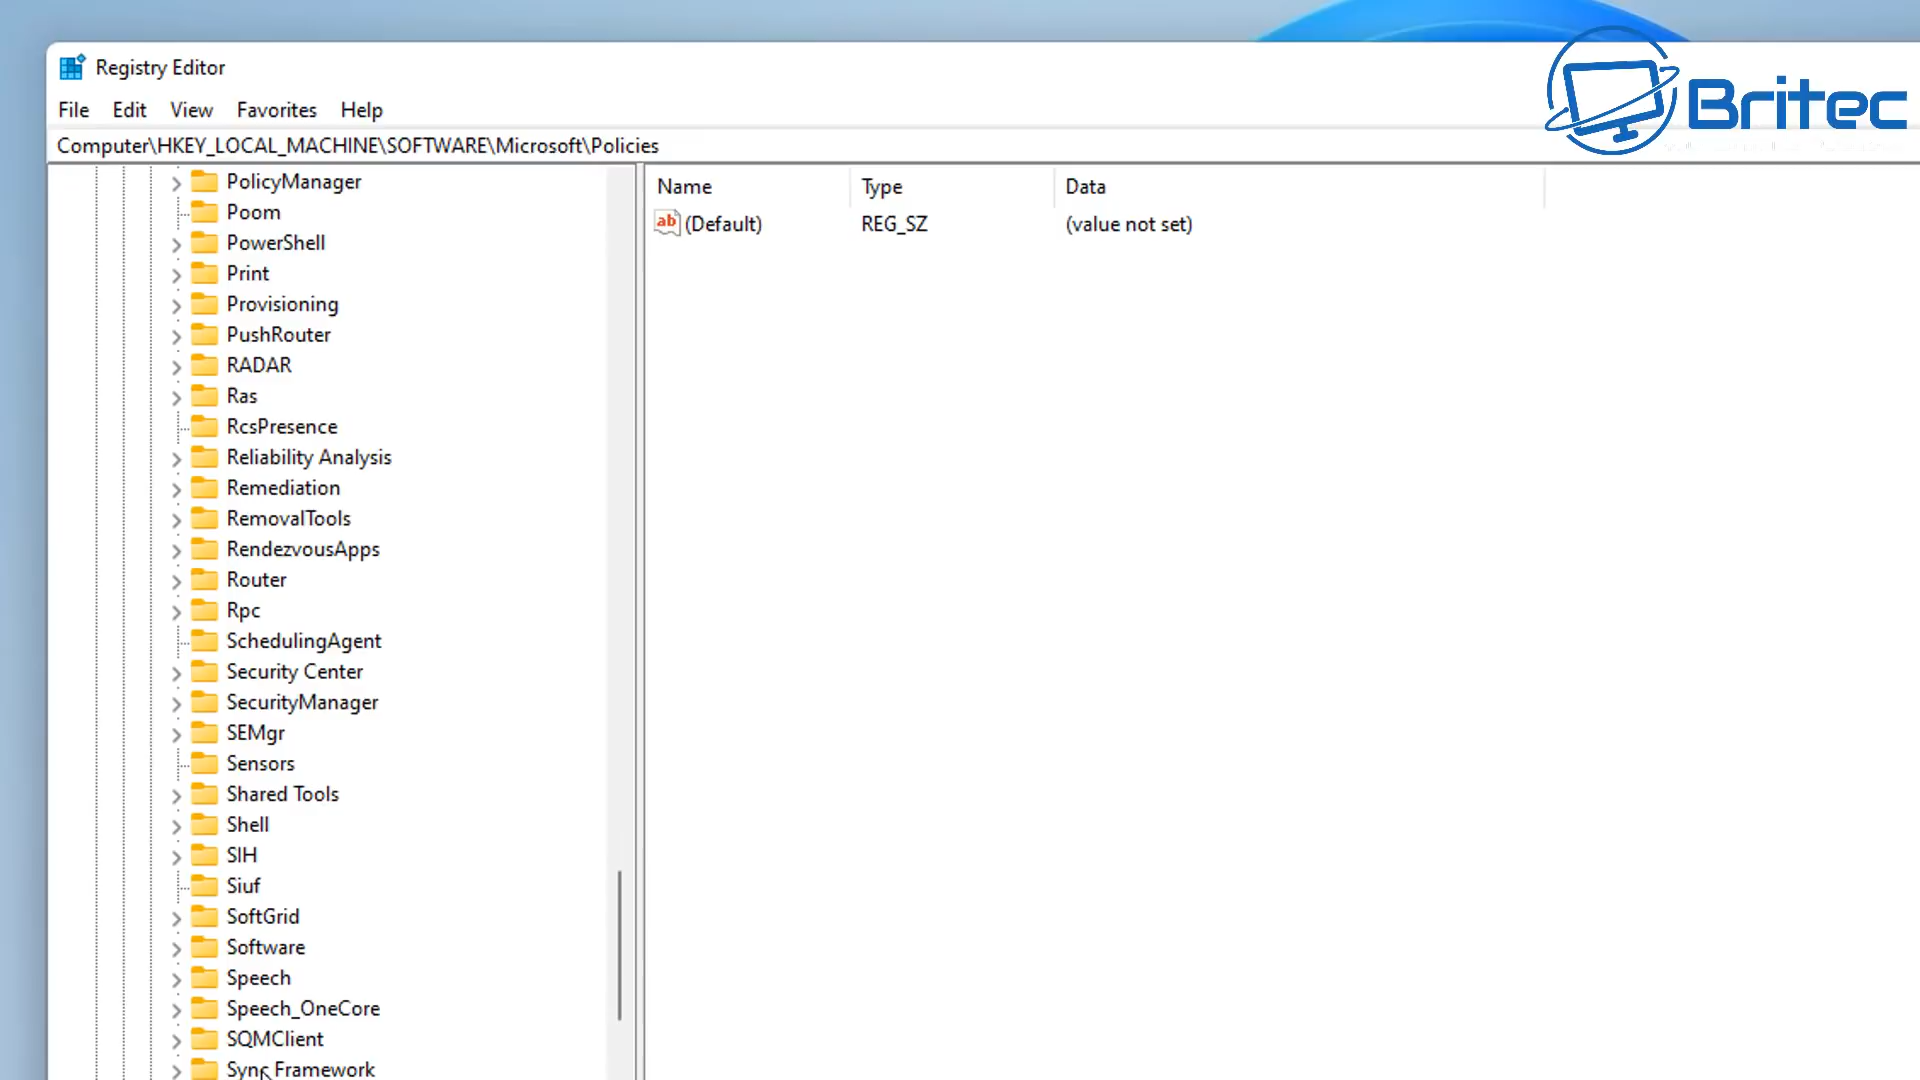 Registry Editor
Britec
File Edit View Favorites Help
Computer\HKEY_LOCAL_MACHINE\SOFTWARE\Microsoft\Policies
Name Type Data
ab (Default) REG_SZ (value not set)
PolicyManager
Poom
PowerShell
Print
Provisioning
PushRouter
RADAR
Ras
RcsPresence
Reliability Analysis
Remediation
RemovalTools
RendezvousApps
Router
Rpc
SchedulingAgent
Security Center
SecurityManager
SEMgr
Sensors
Shared Tools
Shell
SIH
Siuf
SoftGrid
Software
Speech
Speech_OneCore
SQMClient
Sync Framework